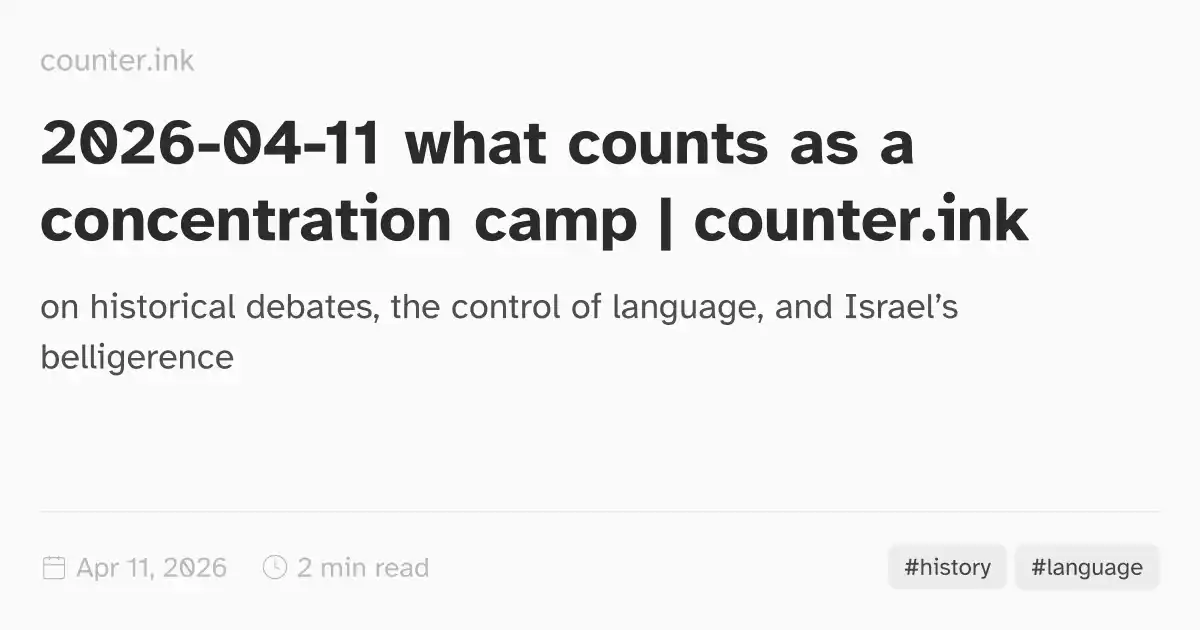 counter.ink
2026-04-11 what counts as a
concentration camp | counter.ink
on historical debates, the control of language, and Israel’s
belligerence
Apr 11, 2026
2 min read
#history
#language